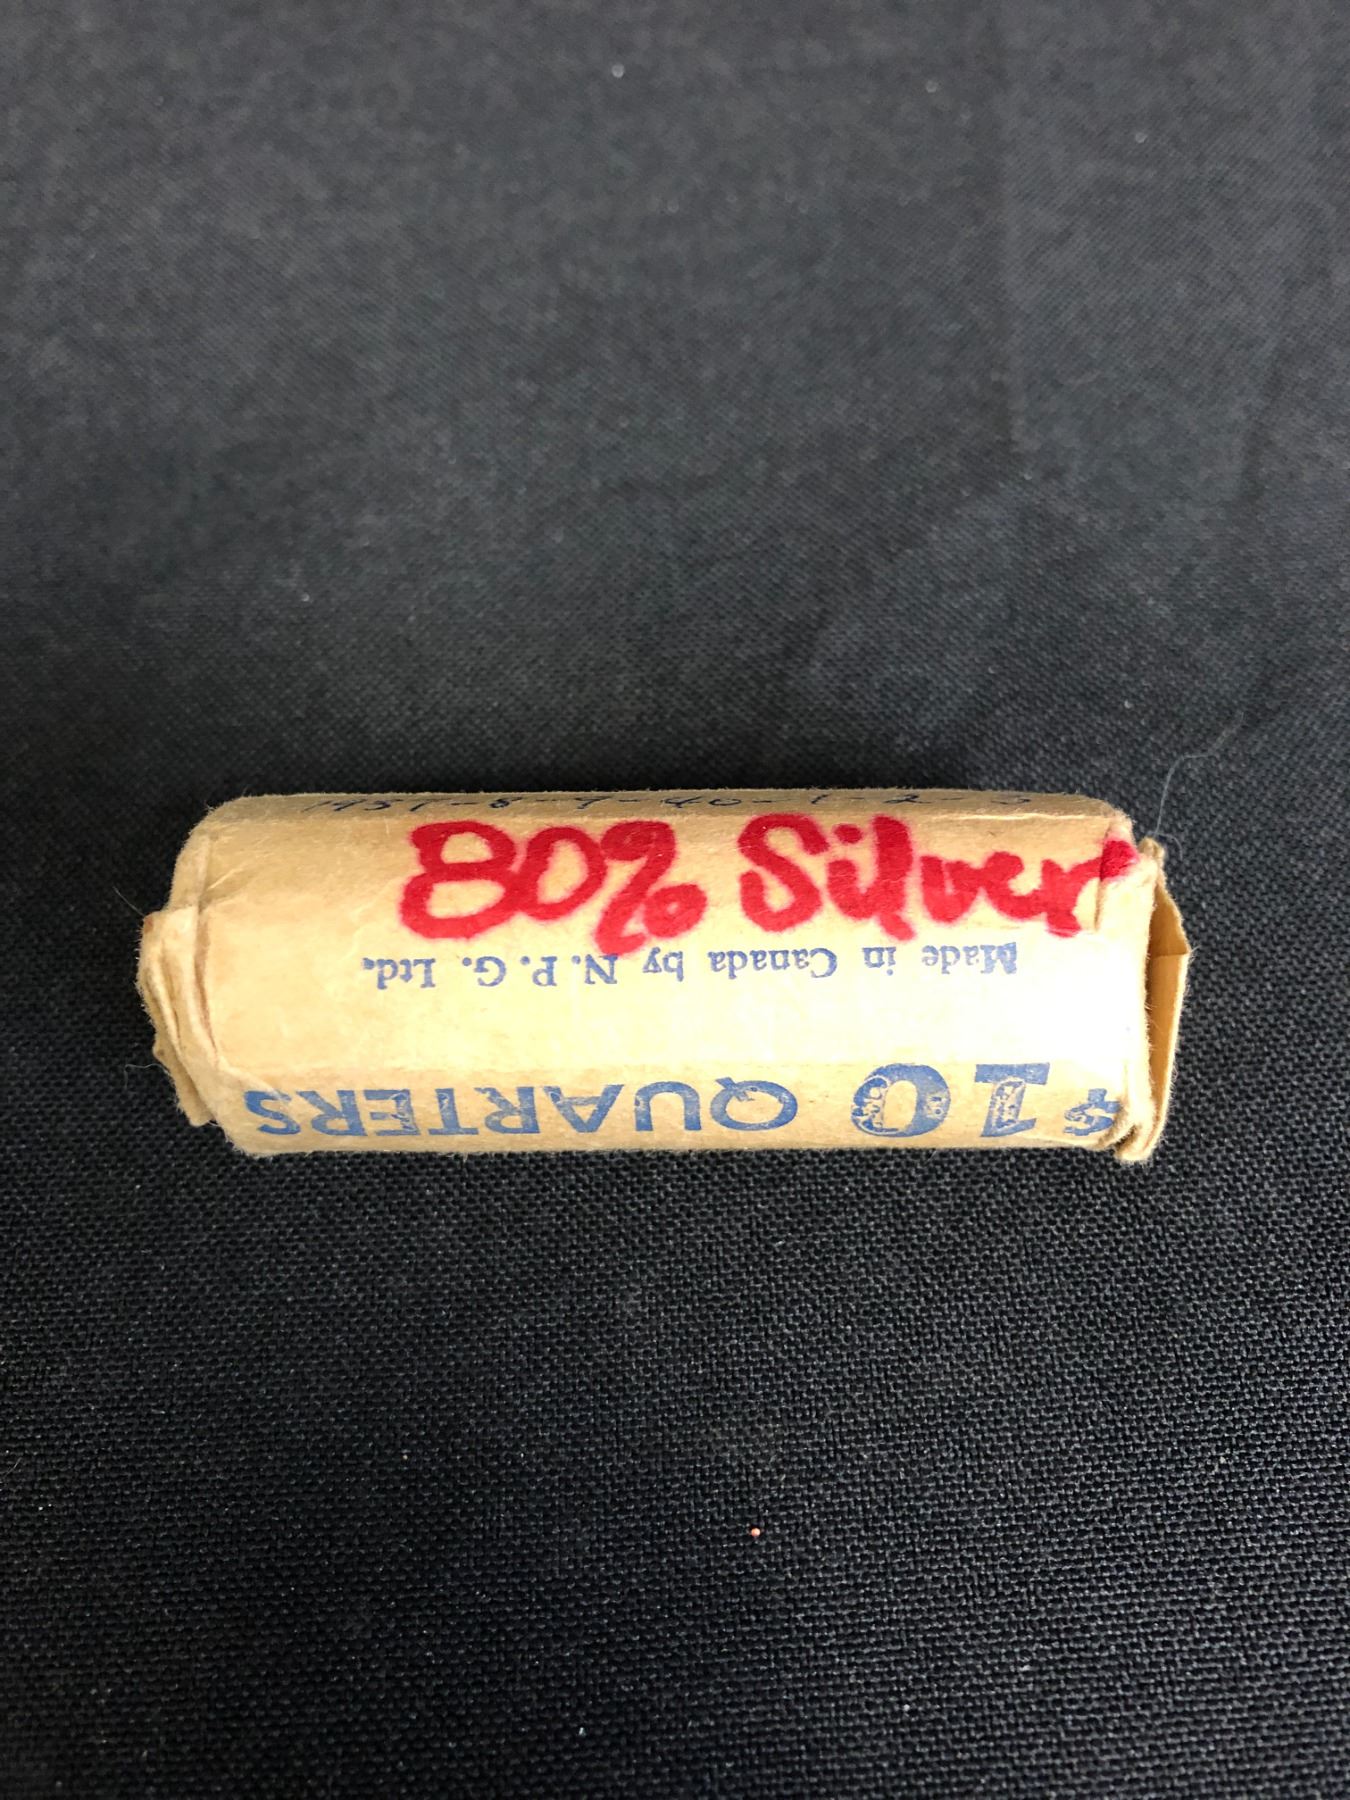 80% Silver
$10 QUARTERS
Made in Canada by N.P.G. Ltd.